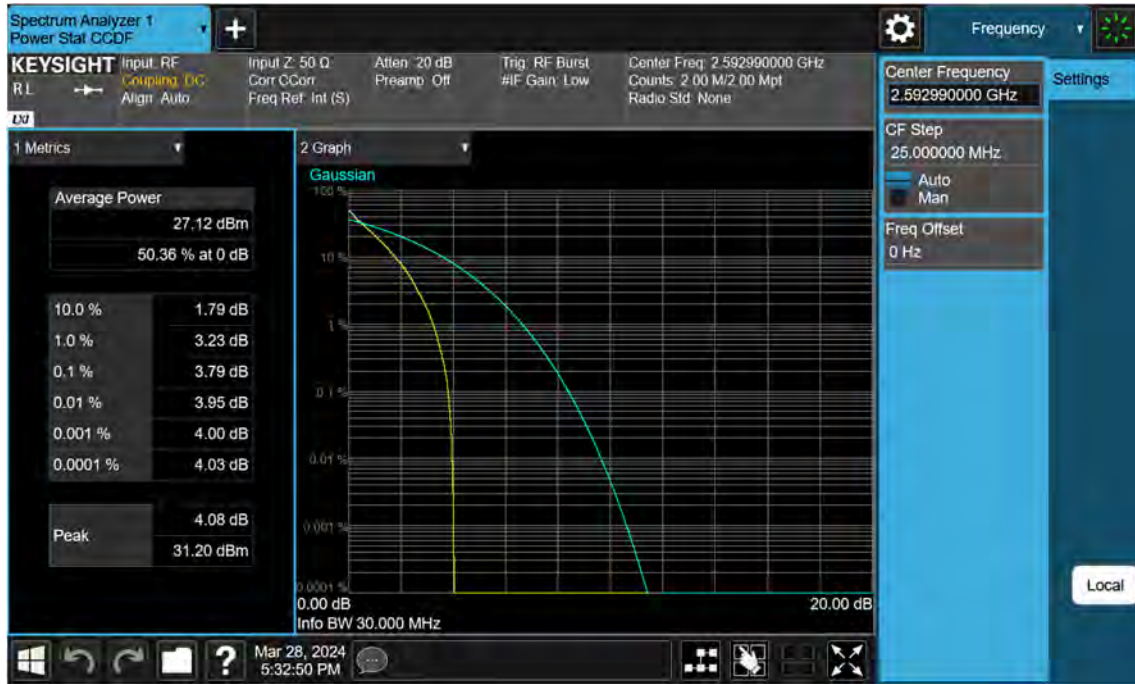 Spectrum Analyzer 1
Power Stat CCDF
+
Frequency
KEYSIGHT
RL
LXI
Input: RF
Coupling: DC
Align: Auto
Input Z: 50 Ω
Corr CCorr
Freq Ref: Int (S)
Atten: 20 dB
Preamp: Off
Trig: RF Burst
#IF Gain: Low
Center Freq: 2.592990000 GHz
Counts: 2.00 M/2.00 Mpt
Radio Std: None
Center Frequency
2.592990000 GHz
Settings
CF Step
25.000000 MHz
Auto
Man
Freq Offset
0 Hz
1 Metrics
Average Power
27.12 dBm
50.36 % at 0 dB
10.0 % 1.79 dB
1.0 % 3.23 dB
0.1 % 3.79 dB
0.01 % 3.95 dB
0.001 % 4.00 dB
0.0001 % 4.03 dB
Peak
4.08 dB
31.20 dBm
2 Graph
Gaussian
100 %
10 %
1 %
0.1 %
0.01 %
0.001 %
0.0001 %
0.00 dB
20.00 dB
Info BW 30.000 MHz
Local
?
Mar 28, 2024
5:32:50 PM